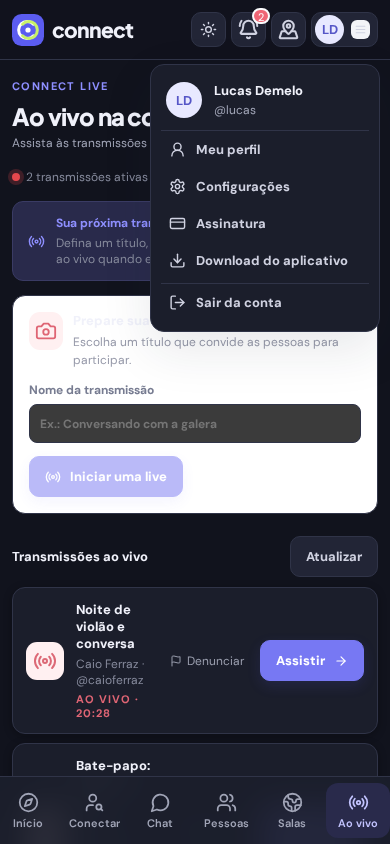 connect
2
LD
LD
Lucas Demelo
@lucas
Meu perfil
Configurações
Assinatura
Download do aplicativo
Sair da conta
CONNECT LIVE
Ao vivo na co
Assista às transmissões
2 transmissões ativas
Sua próxima tra
Defina um título,
ao vivo quando e
Prepare sua
Escolha um título que convide as pessoas para
participar.
Nome da transmissão
Ex.: Conversando com a galera
Iniciar uma live
Transmissões ao vivo
Atualizar
Noite de
violão e
conversa
Caio Ferraz ·
@caioferraz
AO VIVO ·
20:28
Denunciar
Assistir
Bate-papo:
Início
Conectar
Chat
Pessoas
Salas
Ao vivo